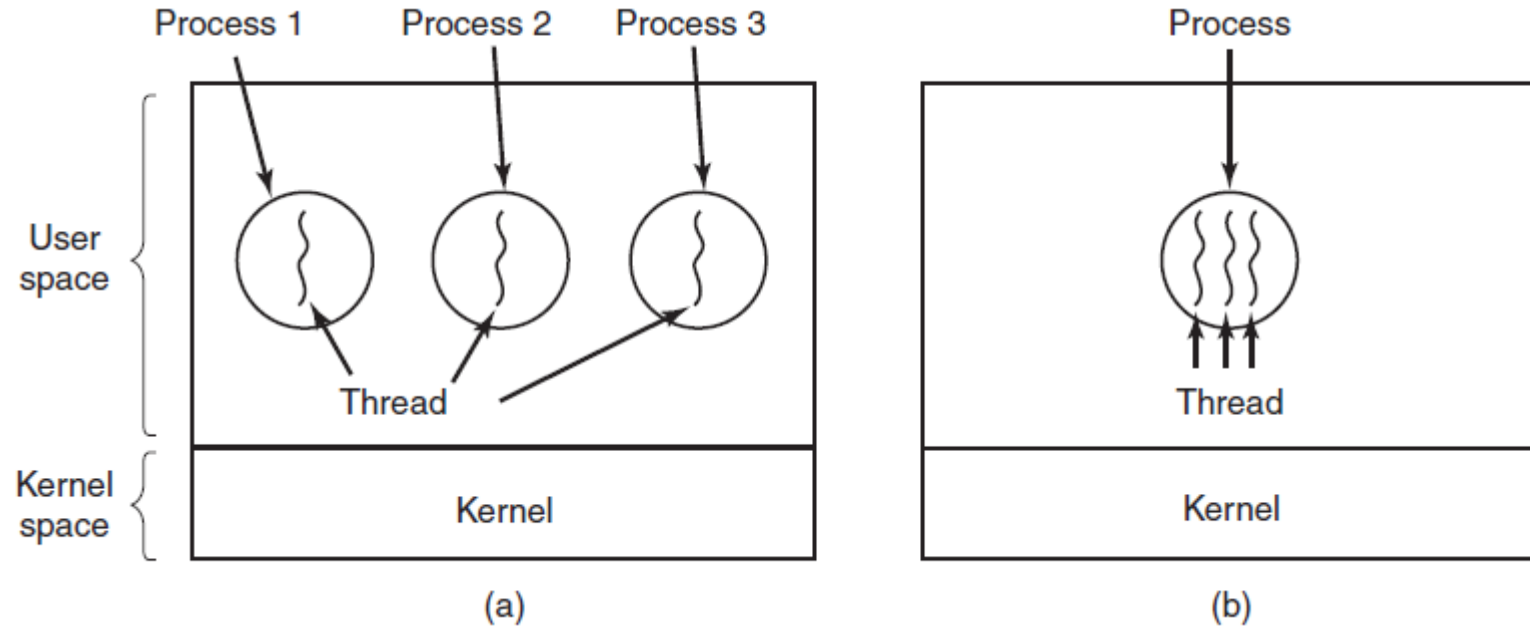 Process 1 Process 2 Process 3
Process
User
space
Thread
Thread
Kernel
space
Kernel
Kernel
(a)
(b)